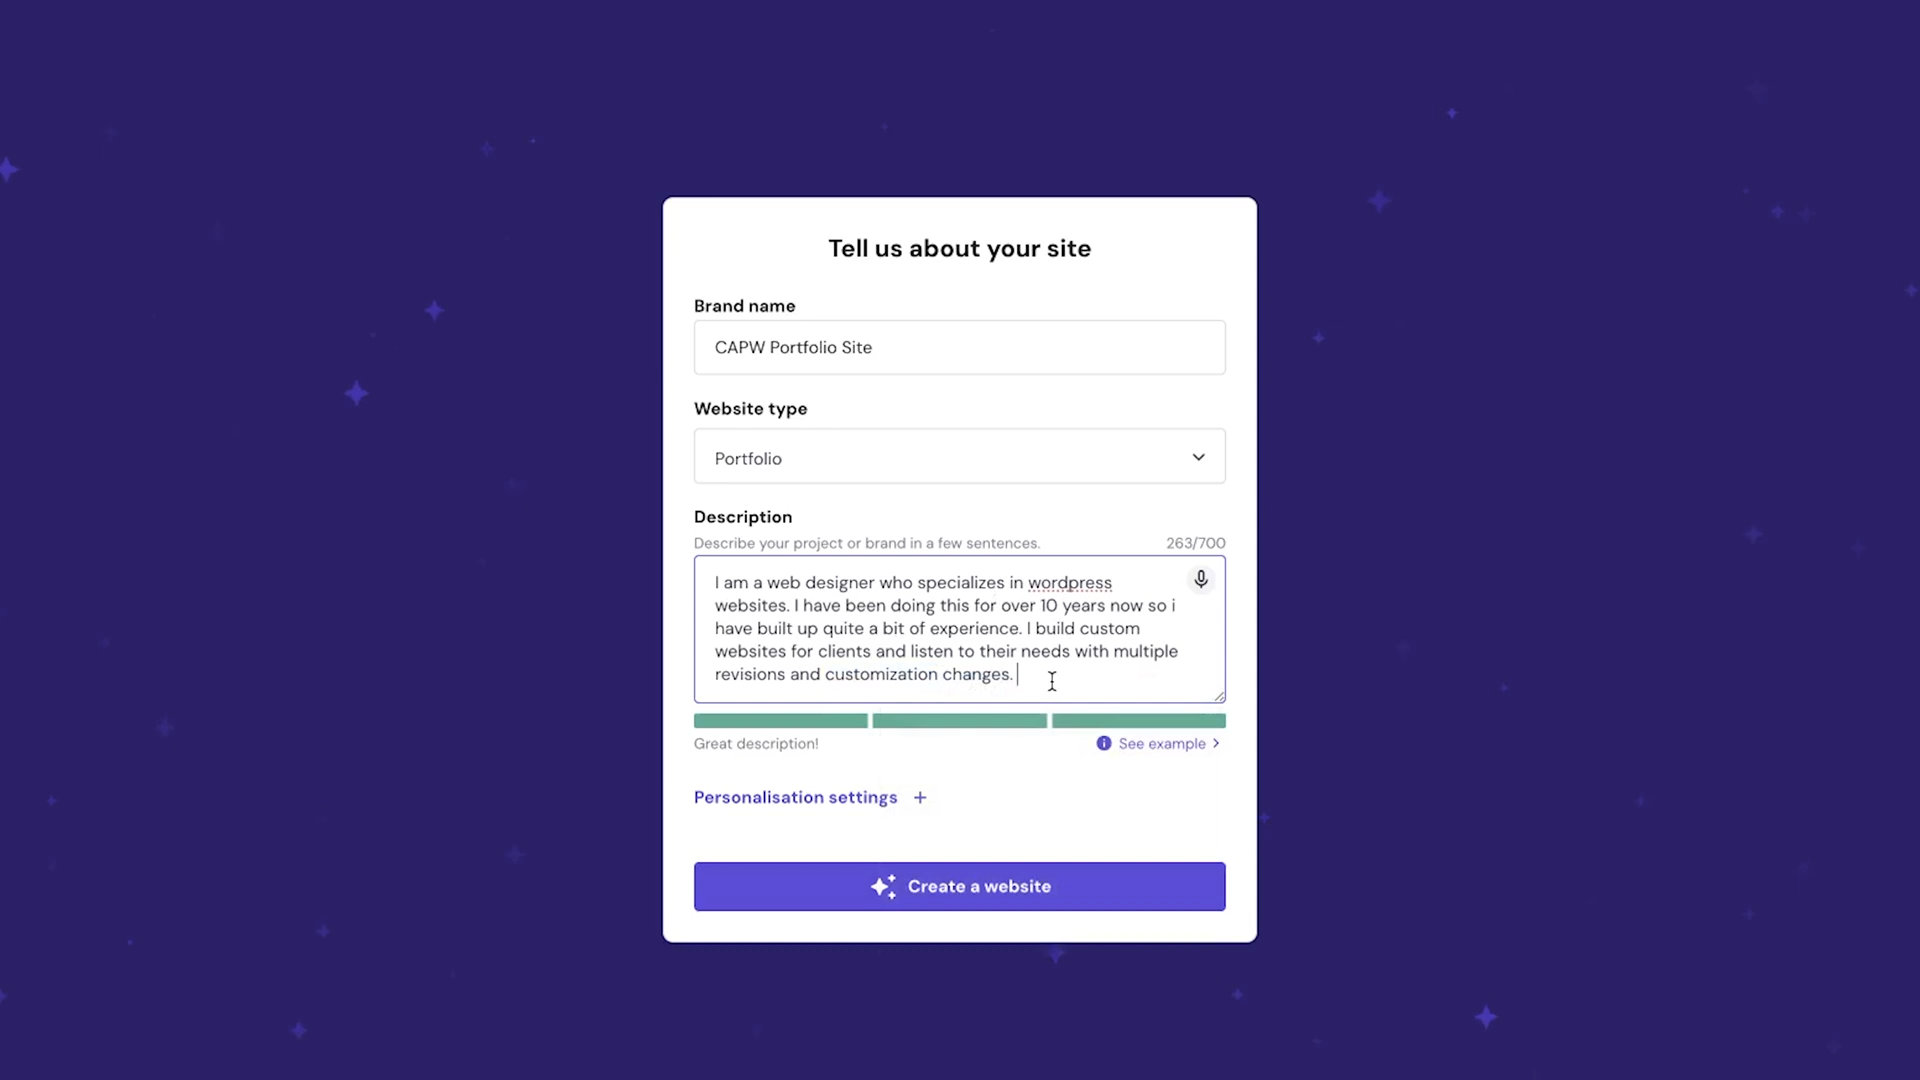 Tell us about your site
Brand name
CAPW Portfolio Site
Website type
Portfolio
Description
Describe your project or brand in a few sentences. 263/700
I am a web designer who specializes in wordpress
websites. I have been doing this for over 10 years now so i
have built up quite a bit of experience. I build custom
websites for clients and listen to their needs with multiple
revisions and customization changes.
Great description! See example
Personalisation settings +
Create a website